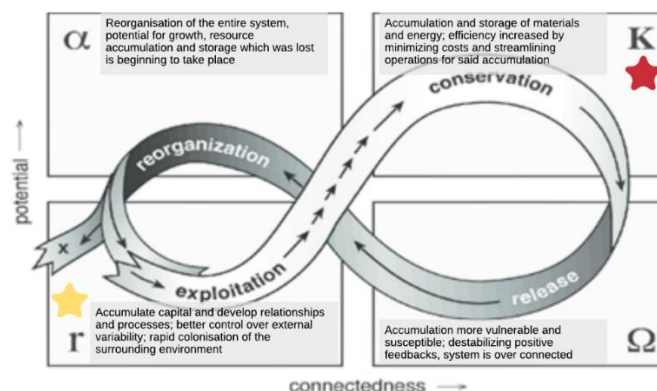 α
Reorganisation of the entire system,
potential for growth, resource
accumulation and storage which was lost
is beginning to take place
Accumulation and storage of materials
and energy; efficiency increased by
minimizing costs and streamlining
operations for said accumulation
K
conservation
reorganization
potential
x
exploitation
release
r
Accumulate capital and develop relationships
and processes; better control over external
variability; rapid colonisation of the
surrounding environment
Accumulation more vulnerable and
susceptible; destabilizing positive
feedbacks, system is over connected
Ω
connectedness